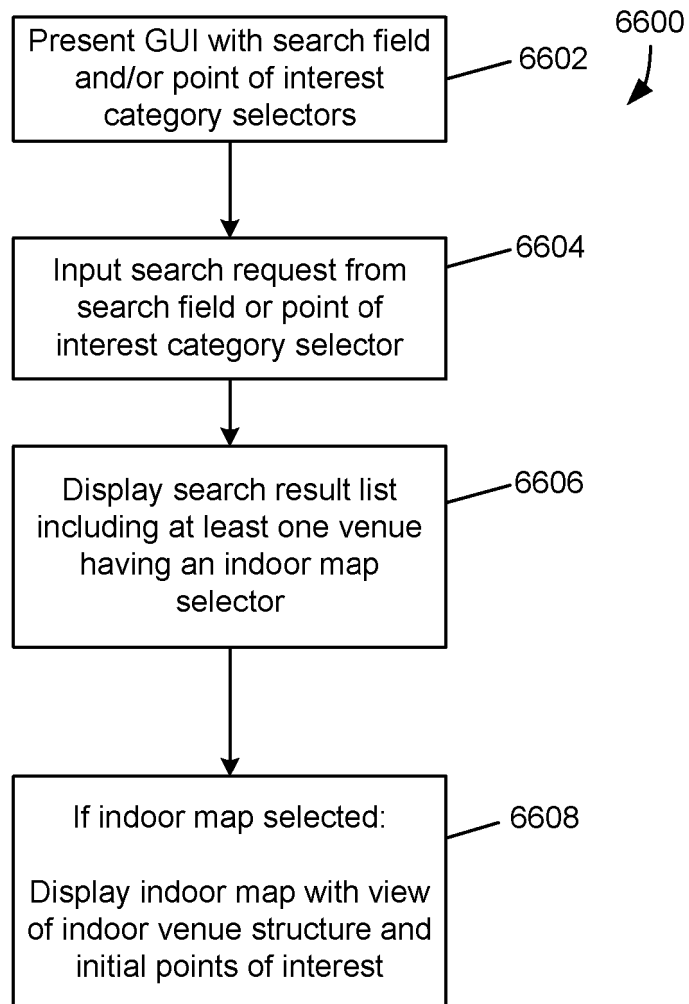 Present GUI with search field
and/or point of interest
category selectors
6602
6600
Input search request from
search field or point of
interest category selector
6604
Display search result list
including at least one venue
having an indoor map
selector
6606
If indoor map selected:
Display indoor map with view
of indoor venue structure and
initial points of interest
6608